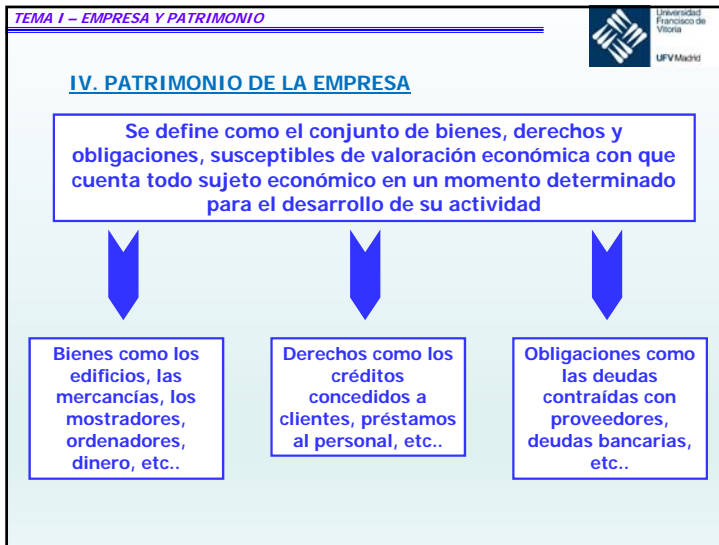 TEMA I – EMPRESA Y PATRIMONIO
Universidad
Francisco de
Vitoria
UFV Madrid
IV. PATRIMONIO DE LA EMPRESA
Se define como el conjunto de bienes, derechos y
obligaciones, susceptibles de valoración económica con que
cuenta todo sujeto económico en un momento determinado
para el desarrollo de su actividad
Bienes como los
edificios, las
mercancías, los
mostradores,
ordenadores,
dinero, etc..
Derechos como los
créditos
concedidos a
clientes, préstamos
al personal, etc..
Obligaciones como
las deudas
contraídas con
proveedores,
deudas bancarias,
etc..